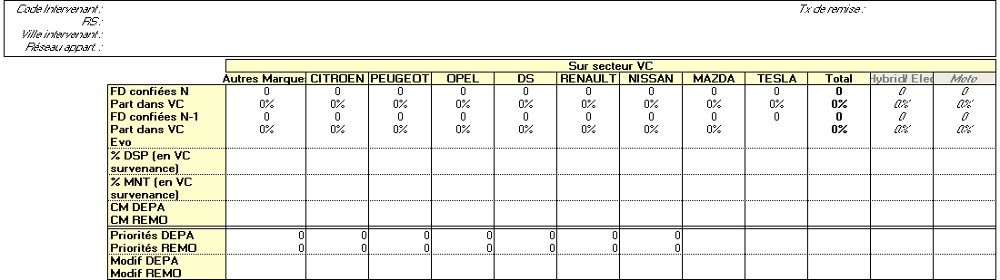 Code Intervenant : Tx de remise :
RS :
Ville intervenant :
Réseau appart. :
Sur secteur VC
Autres Marque CITROEN PEUGEOT OPEL DS RENAULT NISSAN MAZDA TESLA Total Hybrid/ Elec Moto
FD confiées N 0 0 0 0 0 0 0 0 0 0 0 0
Part dans VC 0% 0% 0% 0% 0% 0% 0% 0% 0% 0% 0% 0%
FD confiées N-1 0 0 0 0 0 0 0 0 0 0 0 0
Part dans VC 0% 0% 0% 0% 0% 0% 0% 0% 0% 0% 0%
Evo
% DSP (en VC
survenance)
% MNT (en VC
survenance)
CM DEPA
CM REMO
Priorités DEPA 0 0 0 0 0 0 0
Priorités REMO 0 0 0 0 0 0 0
Modif DEPA
Modif REMO